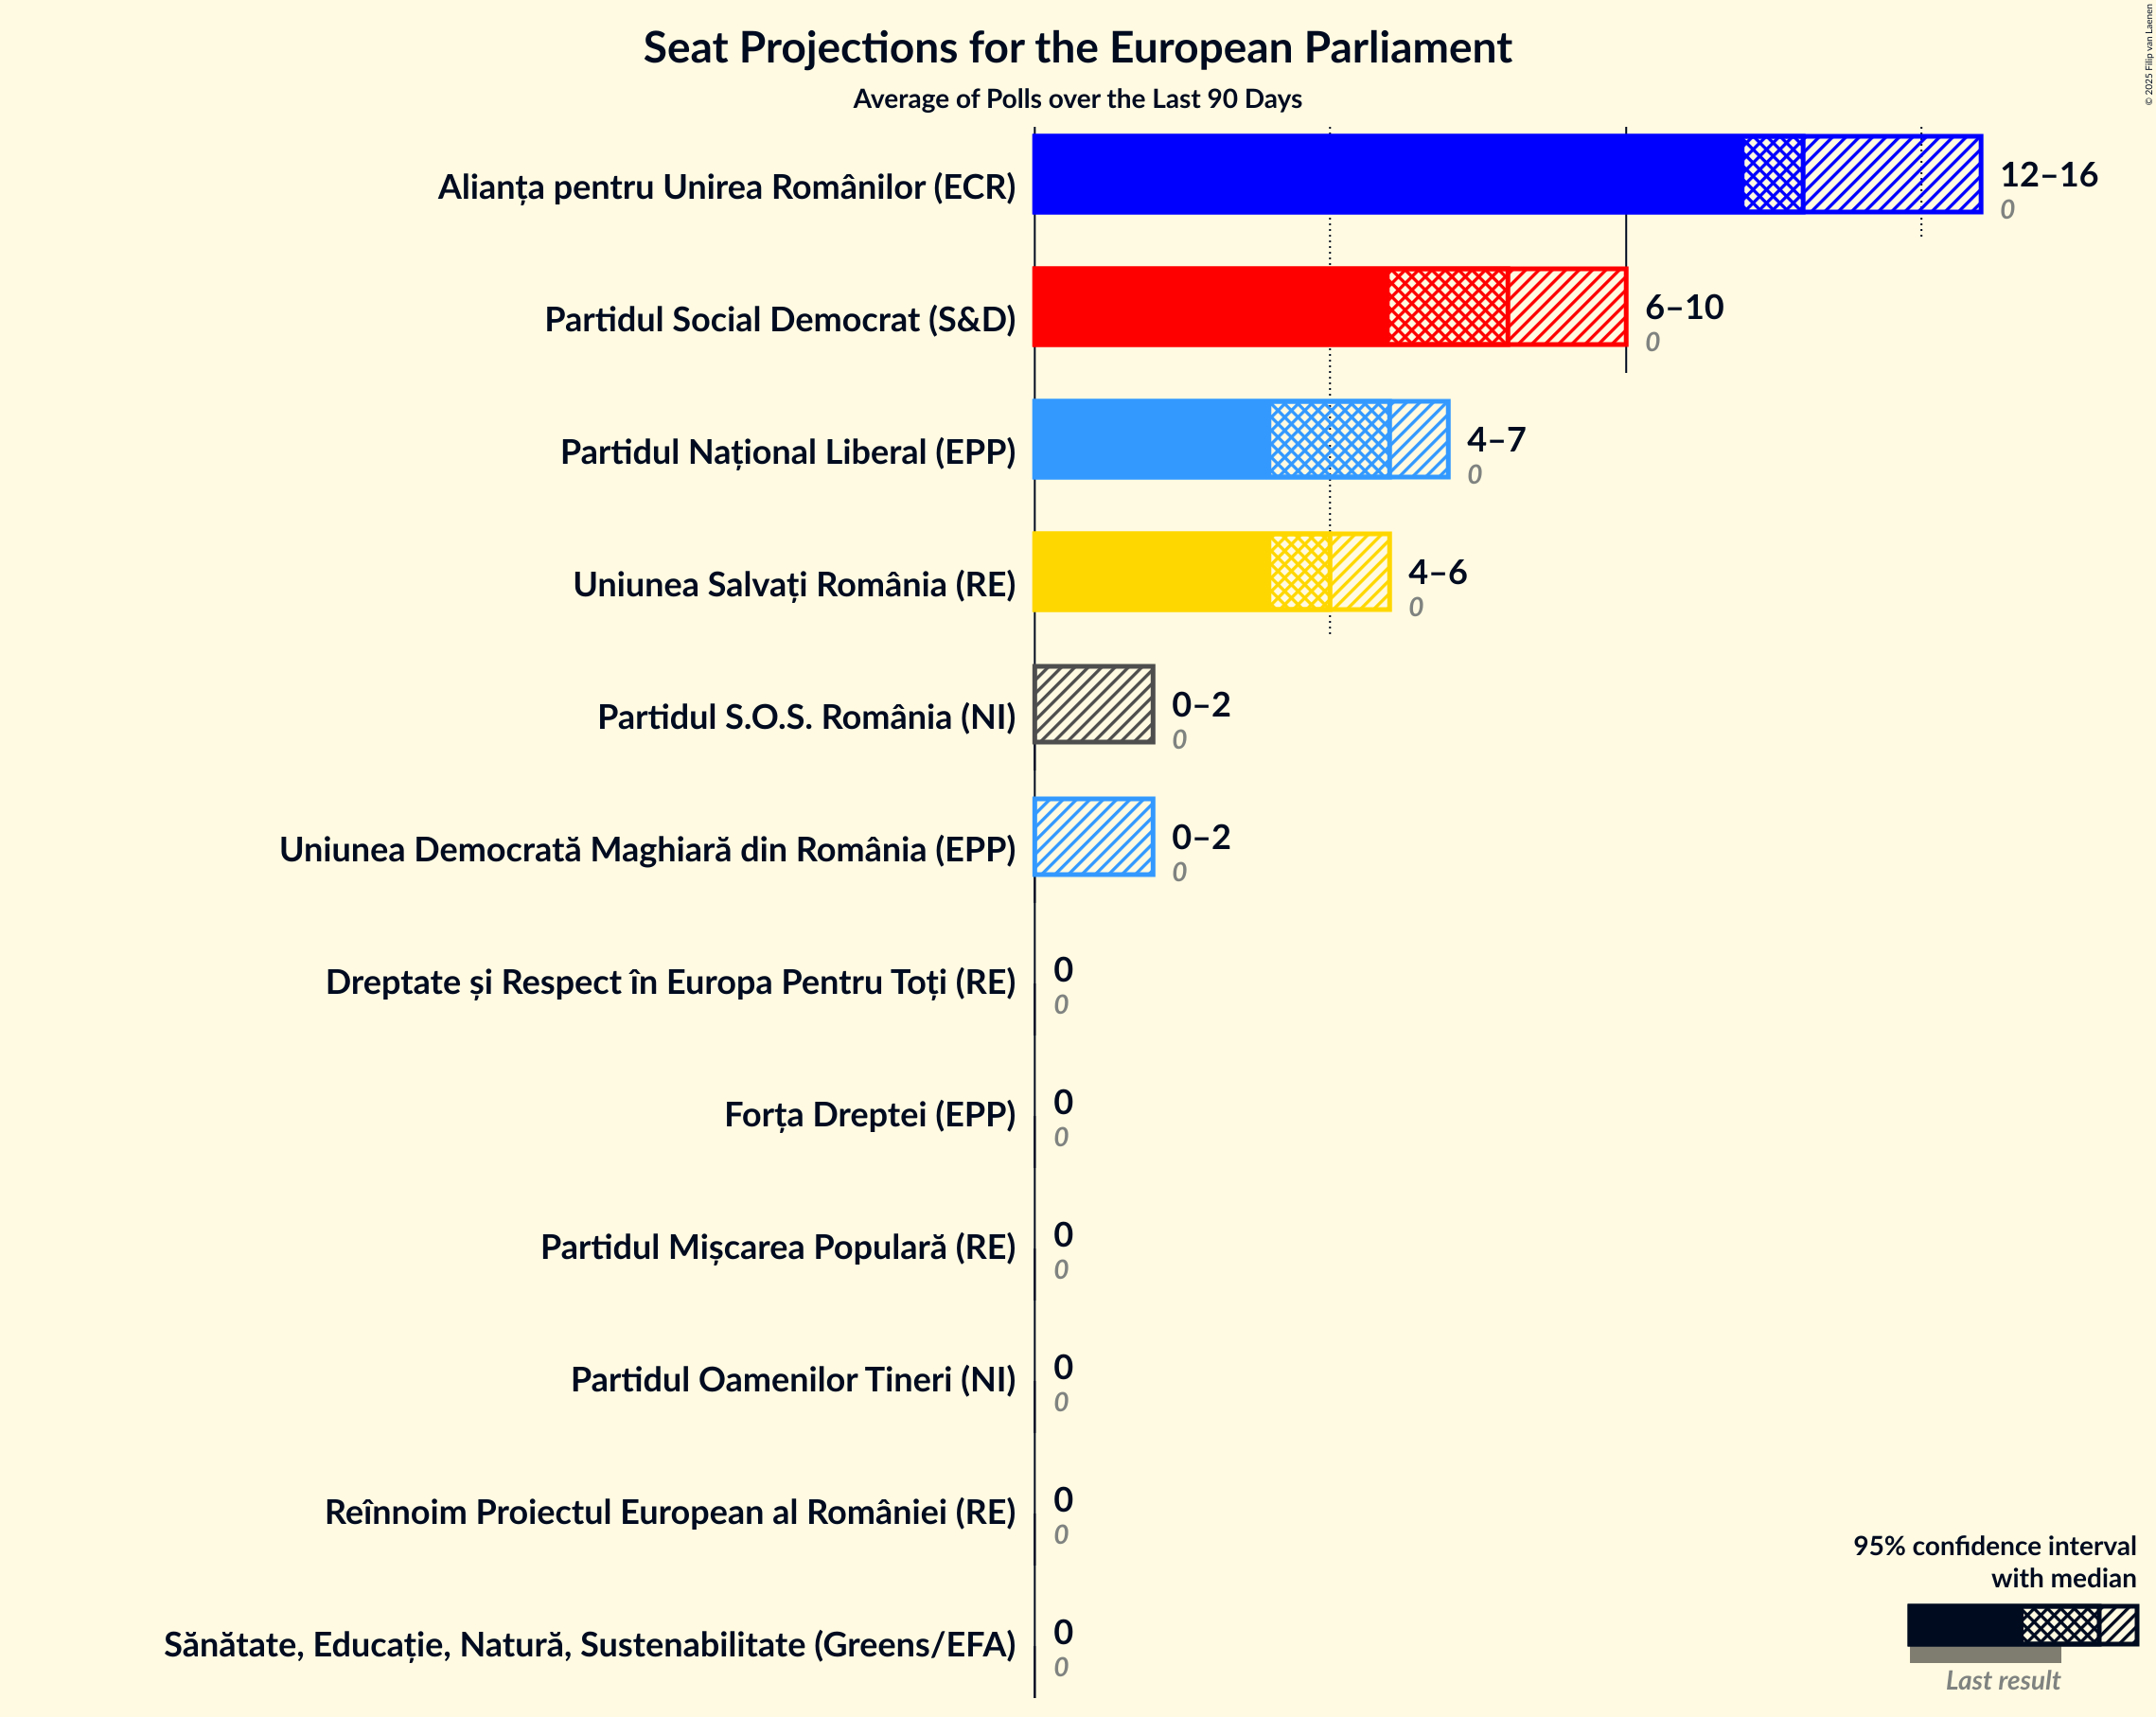 Seat Projections for the European Parliament
Average of Polls over the Last 90 Days
© 2025 Filip van Laenen
Alianța pentru Unirea Românilor (ECR)
12–16
0
Partidul Social Democrat (S&D)
6–10
0
Partidul Național Liberal (EPP)
4–7
0
Uniunea Salvați România (RE)
4–6
0
Partidul S.O.S. România (NI)
0–2
0
Uniunea Democrată Maghiară din România (EPP)
0–2
0
Dreptate și Respect în Europa Pentru Toți (RE)
0
0
Forța Dreptei (EPP)
0
0
Partidul Mișcarea Populară (RE)
0
0
Partidul Oamenilor Tineri (NI)
0
0
Reînnoim Proiectul European al României (RE)
0
0
Sănătate, Educație, Natură, Sustenabilitate (Greens/EFA)
0
0
95% confidence interval
with median
Last result